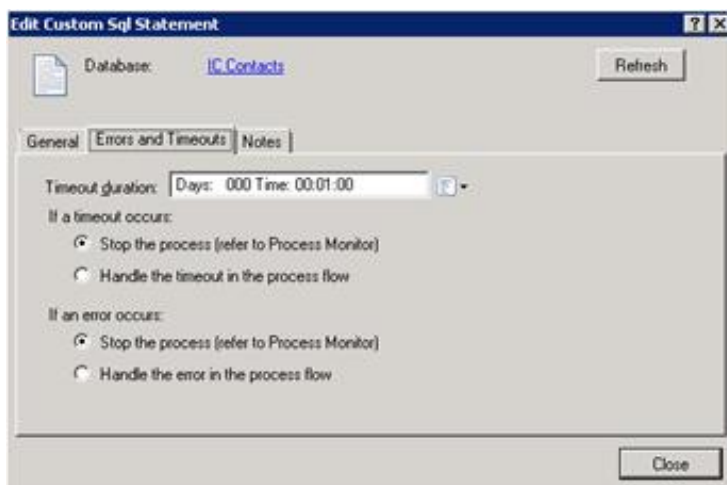 Edit Custom Sql Statement
Database: IC Contacts
Refresh
General Errors and Timeouts Notes
Timeout duration: Days: 000 Time: 00:01:00
If a timeout occurs:
Stop the process (refer to Process Monitor)
Handle the timeout in the process flow
If an error occurs:
Stop the process (refer to Process Monitor)
Handle the error in the process flow
Close